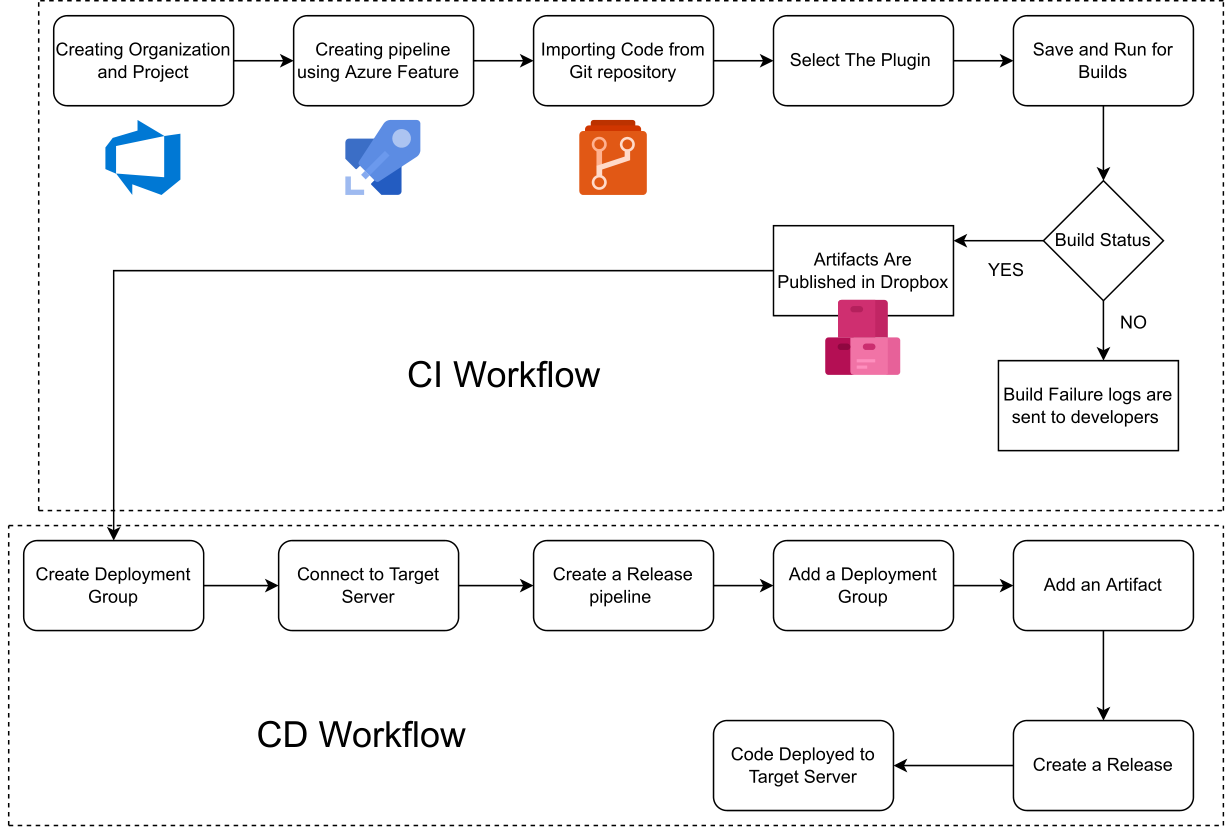 Creating Organization
and Project
Creating pipeline
using Azure Feature
Importing Code from
Git repository
Select The Plugin
Save and Run for
Builds
Build Status
YES
NO
Artifacts Are
Published in Dropbox
Build Failure logs are
sent to developers
CI Workflow
Create Deployment
Group
Connect to Target
Server
Create a Release
pipeline
Add a Deployment
Group
Add an Artifact
Create a Release
Code Deployed to
Target Server
CD Workflow